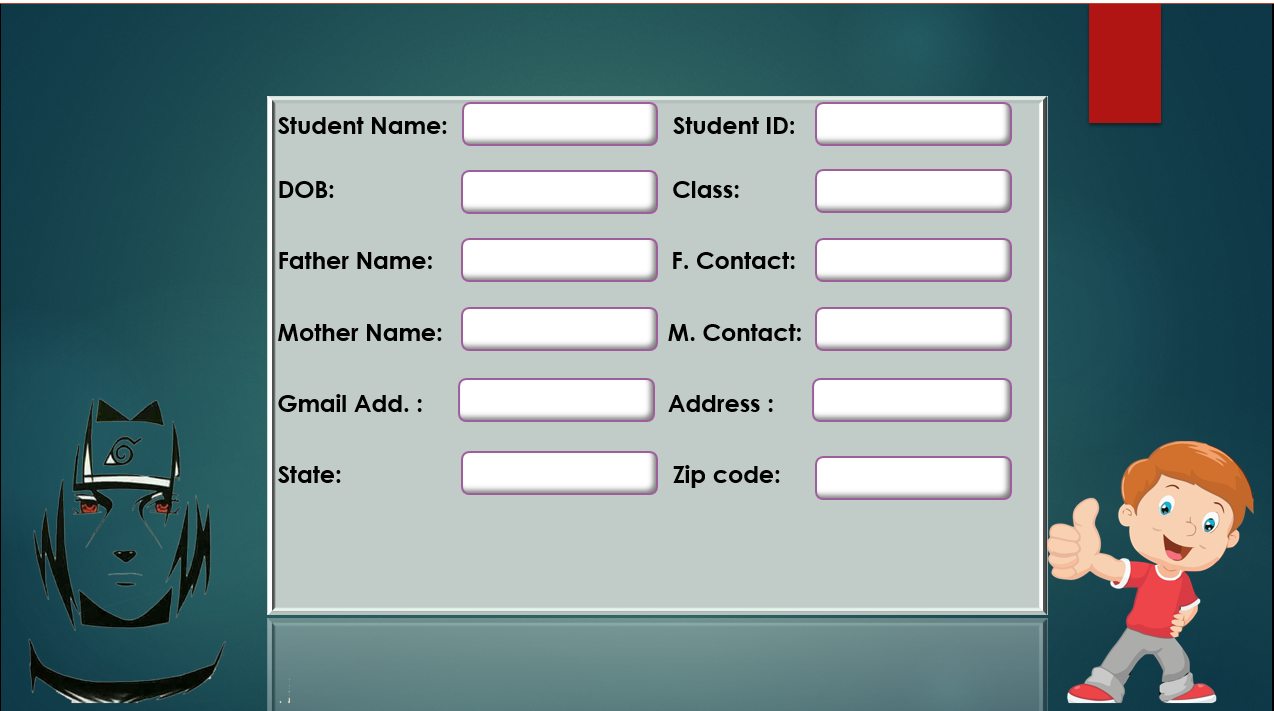 Student Name: Student ID:
DOB: Class:
Father Name: F. Contact:
Mother Name: M. Contact:
Gmail Add. : Address :
State: Zip code: